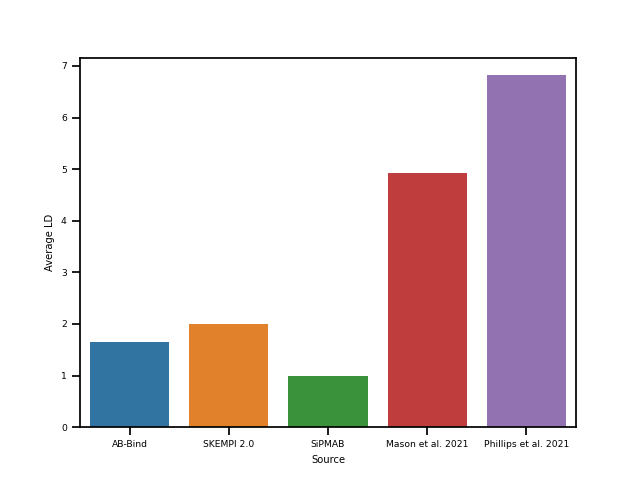 7
6
5
4
3
2
1
0
Average LD
AB-Bind
SKEMPI 2.0
SiPMAB
Mason et al. 2021
Phillips et al. 2021
Source